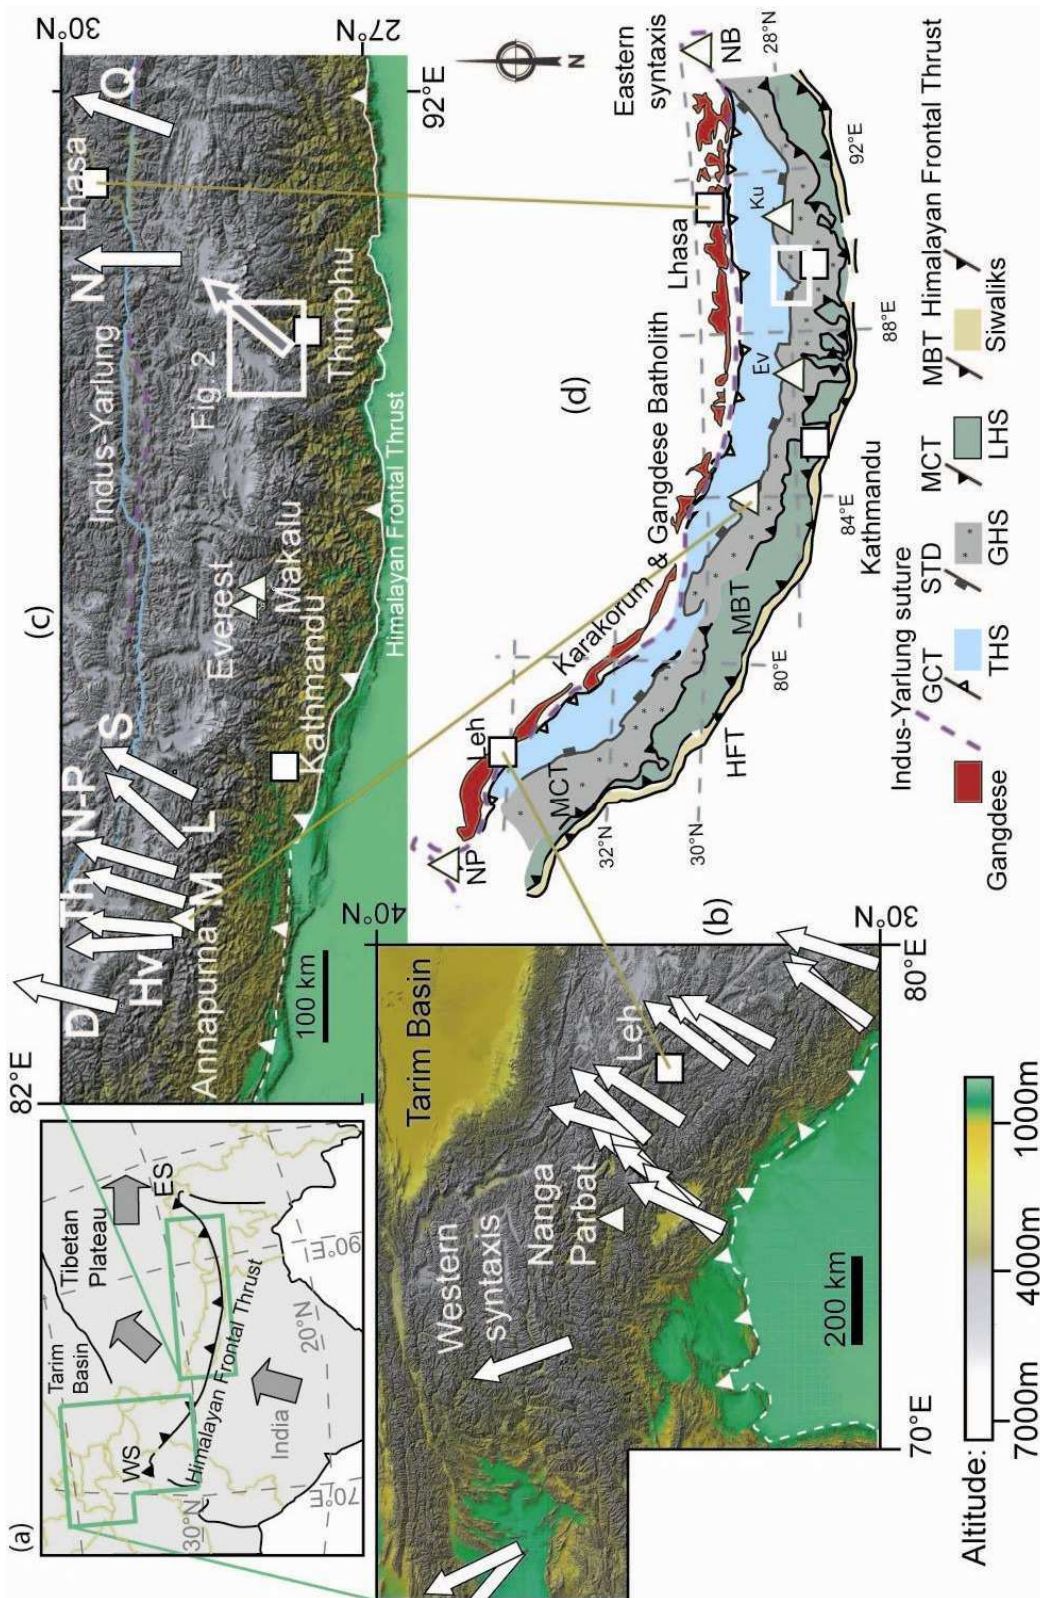 (a)
Tarim
Basin
Tibetan
Plateau
WS
ES
Himalayan Frontal Thrust
India
30°N
20°N
70°E
90°E
(b)
40°N
30°N
70°E
80°E
Tarim Basin
Western
syntaxis
Nanga
Parbat
Leh
200 km
Altitude:
7000m
4000m
1000m
(c)
82°E
92°E
30°N
27°N
D
Hv
Th
M
N-P
L
S
N
Q
Annapurna
Indus-Yarlung
Lhasa
Everest
Makalu
Kathmandu
Fig 2
Thimphu
Himalayan Frontal Thrust
100 km
N
(d)
NP
Leh
Karakorum & Gangdese Batholith
Lhasa
Eastern
syntaxis
NB
MCT
MBT
HFT
Ev
Ku
Kathmandu
32°N
30°N
28°N
80°E
84°E
88°E
92°E
Indus-Yarlung suture
Gangdese
GCT
THS
STD
GHS
MCT
LHS
MBT
Siwaliks
Himalayan Frontal Thrust